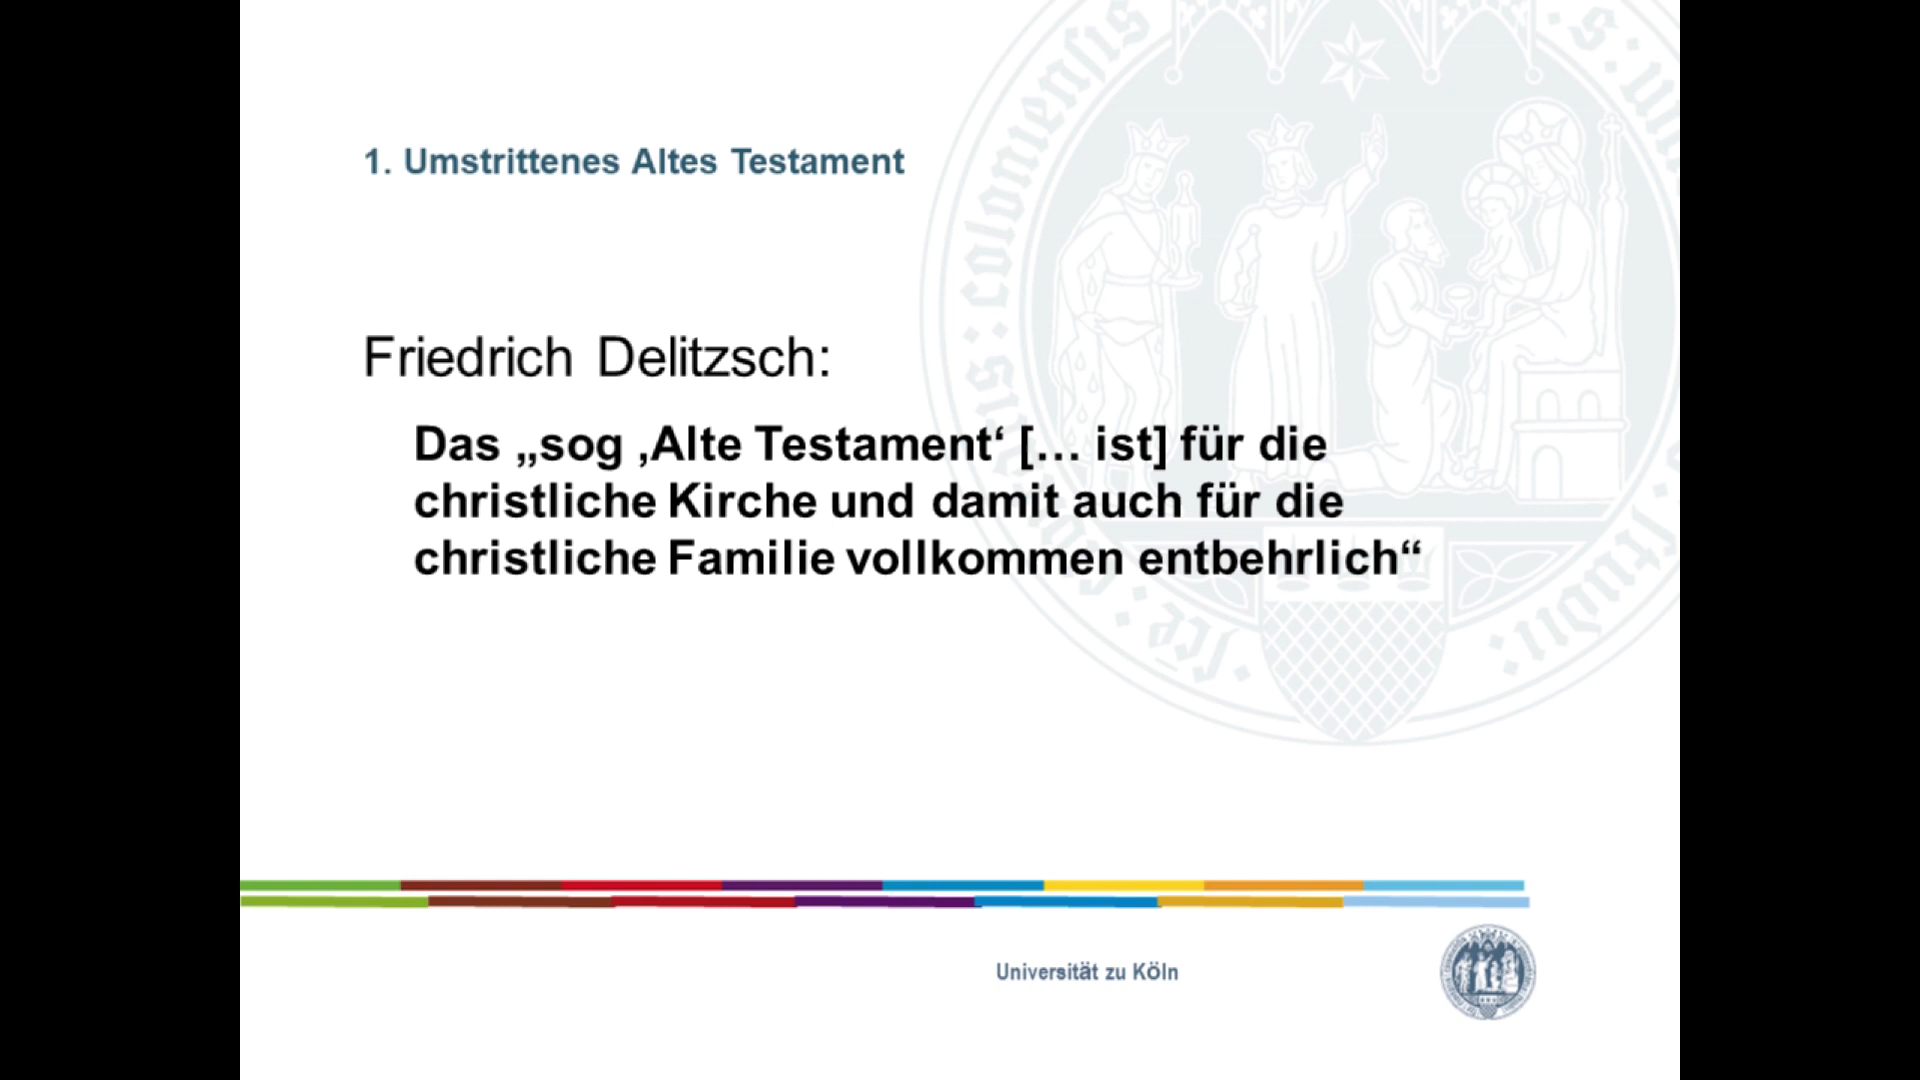 1. Umstrittenes Altes Testament
Friedrich Delitzsch:
Das „sog ‚Alte Testament‘ [… ist] für die
christliche Kirche und damit auch für die
christliche Familie vollkommen entbehrlich“
Universität zu Köln